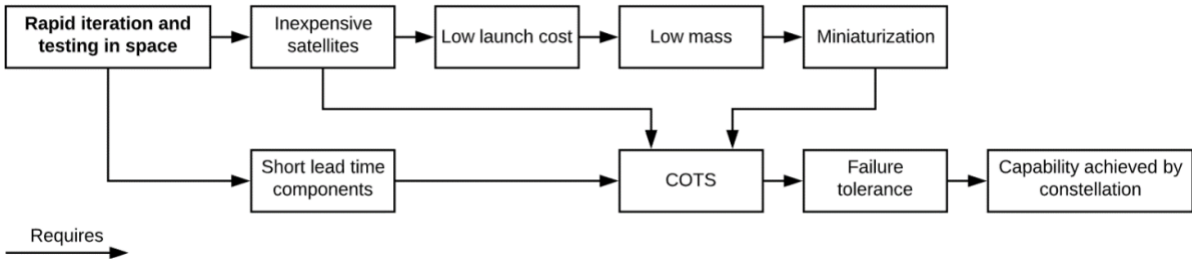 Rapid iteration and
testing in space
Inexpensive
satellites
Low launch cost
Low mass
Miniaturization
Short lead time
components
COTS
Failure
tolerance
Capability achieved by
constellation
Requires